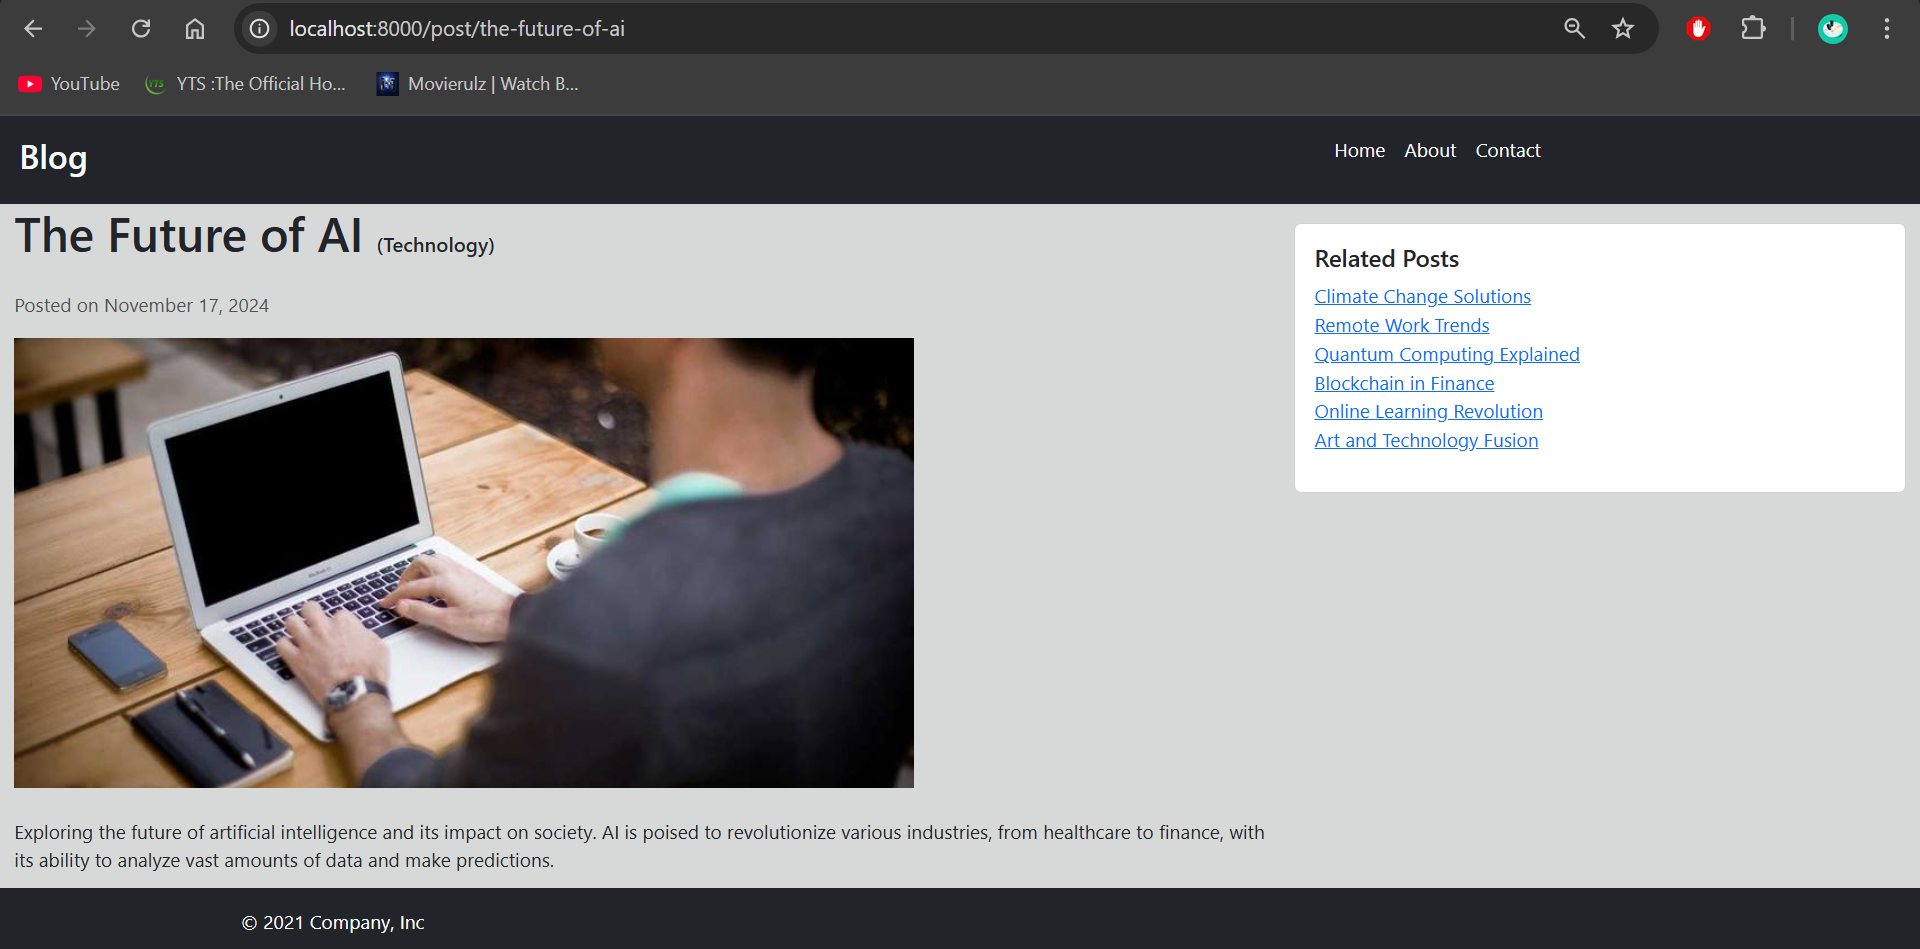 localhost:8000/post/the-future-of-ai
YouTube
YTS :The Official Ho...
Movierulz | Watch B...
Blog
Home
About
Contact
The Future of AI (Technology)
Posted on November 17, 2024
Exploring the future of artificial intelligence and its impact on society. AI is poised to revolutionize various industries, from healthcare to finance, with
its ability to analyze vast amounts of data and make predictions.
Related Posts
Climate Change Solutions
Remote Work Trends
Quantum Computing Explained
Blockchain in Finance
Online Learning Revolution
Art and Technology Fusion
© 2021 Company, Inc